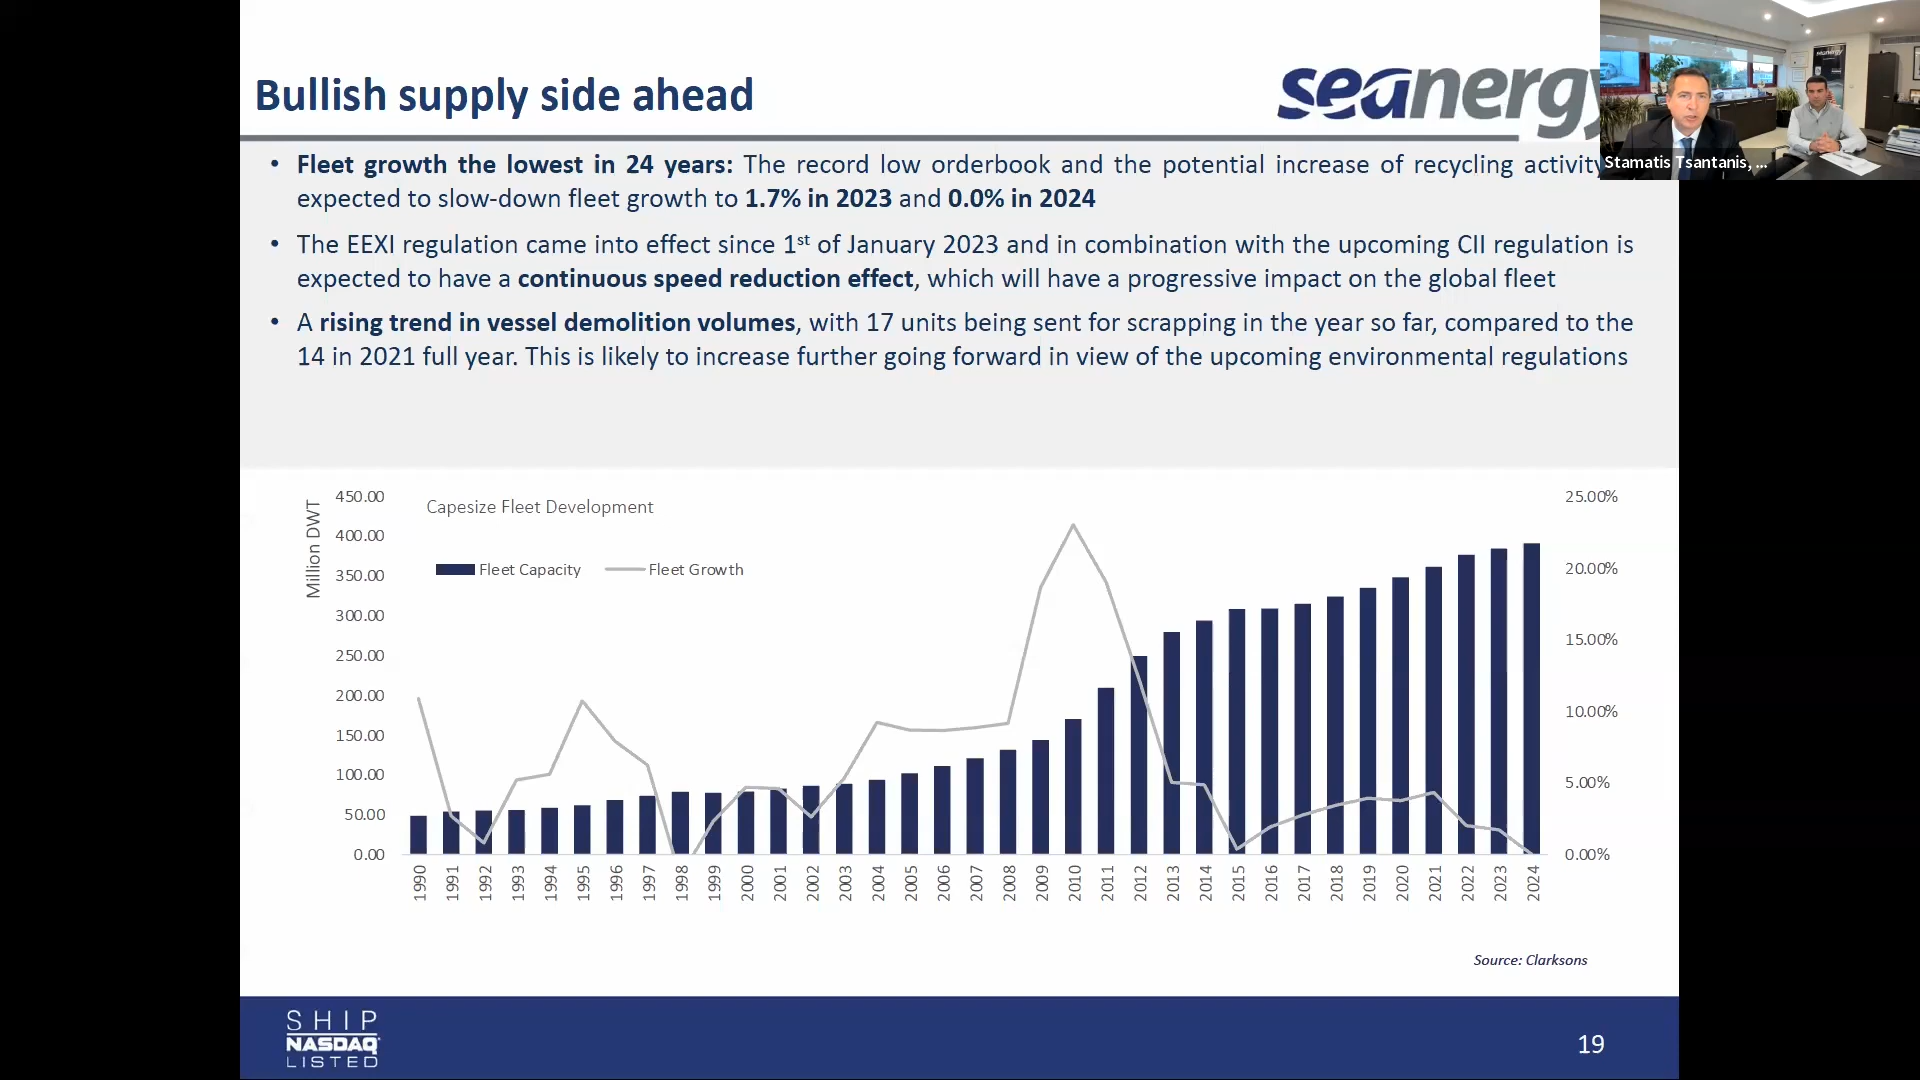 Bullish supply side ahead
seanergy
Stamatis Tsantanis, ...
• Fleet growth the lowest in 24 years: The record low orderbook and the potential increase of recycling activity
expected to slow-down fleet growth to 1.7% in 2023 and 0.0% in 2024
• The EEXI regulation came into effect since 1st of January 2023 and in combination with the upcoming CII regulation is
expected to have a continuous speed reduction effect, which will have a progressive impact on the global fleet
• A rising trend in vessel demolition volumes, with 17 units being sent for scrapping in the year so far, compared to the
14 in 2021 full year. This is likely to increase further going forward in view of the upcoming environmental regulations
Capesize Fleet Development
Fleet Capacity Fleet Growth
Million DWT
450.00
400.00
350.00
300.00
250.00
200.00
150.00
100.00
50.00
0.00
25.00%
20.00%
15.00%
10.00%
5.00%
0.00%
1990 1991 1992 1993 1994 1995 1996 1997 1998 1999 2000 2001 2002 2003 2004 2005 2006 2007 2008 2009 2010 2011 2012 2013 2014 2015 2016 2017 2018 2019 2020 2021 2022 2023 2024
Source: Clarksons
SHIP
NASDAQ
LISTED
19